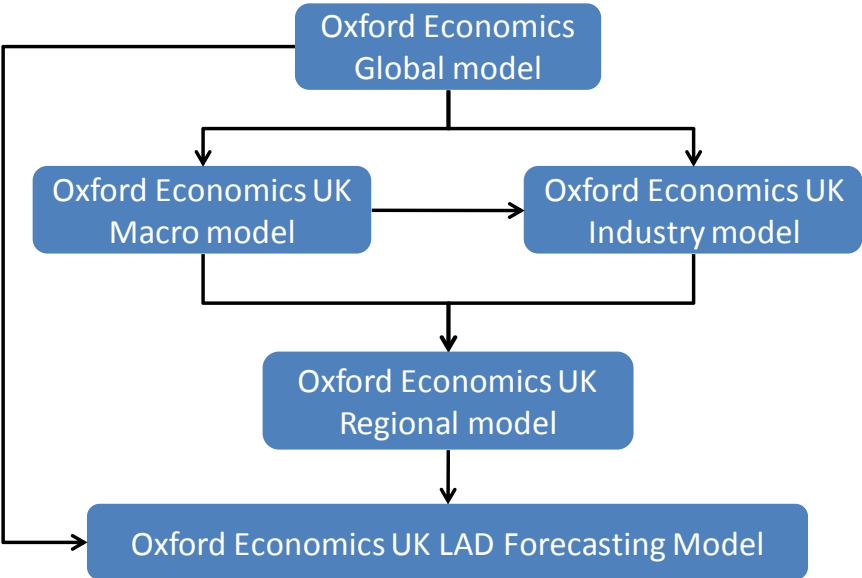 Oxford Economics
Global model
Oxford Economics UK
Macro model
Oxford Economics UK
Industry model
Oxford Economics UK
Regional model
Oxford Economics UK LAD Forecasting Model